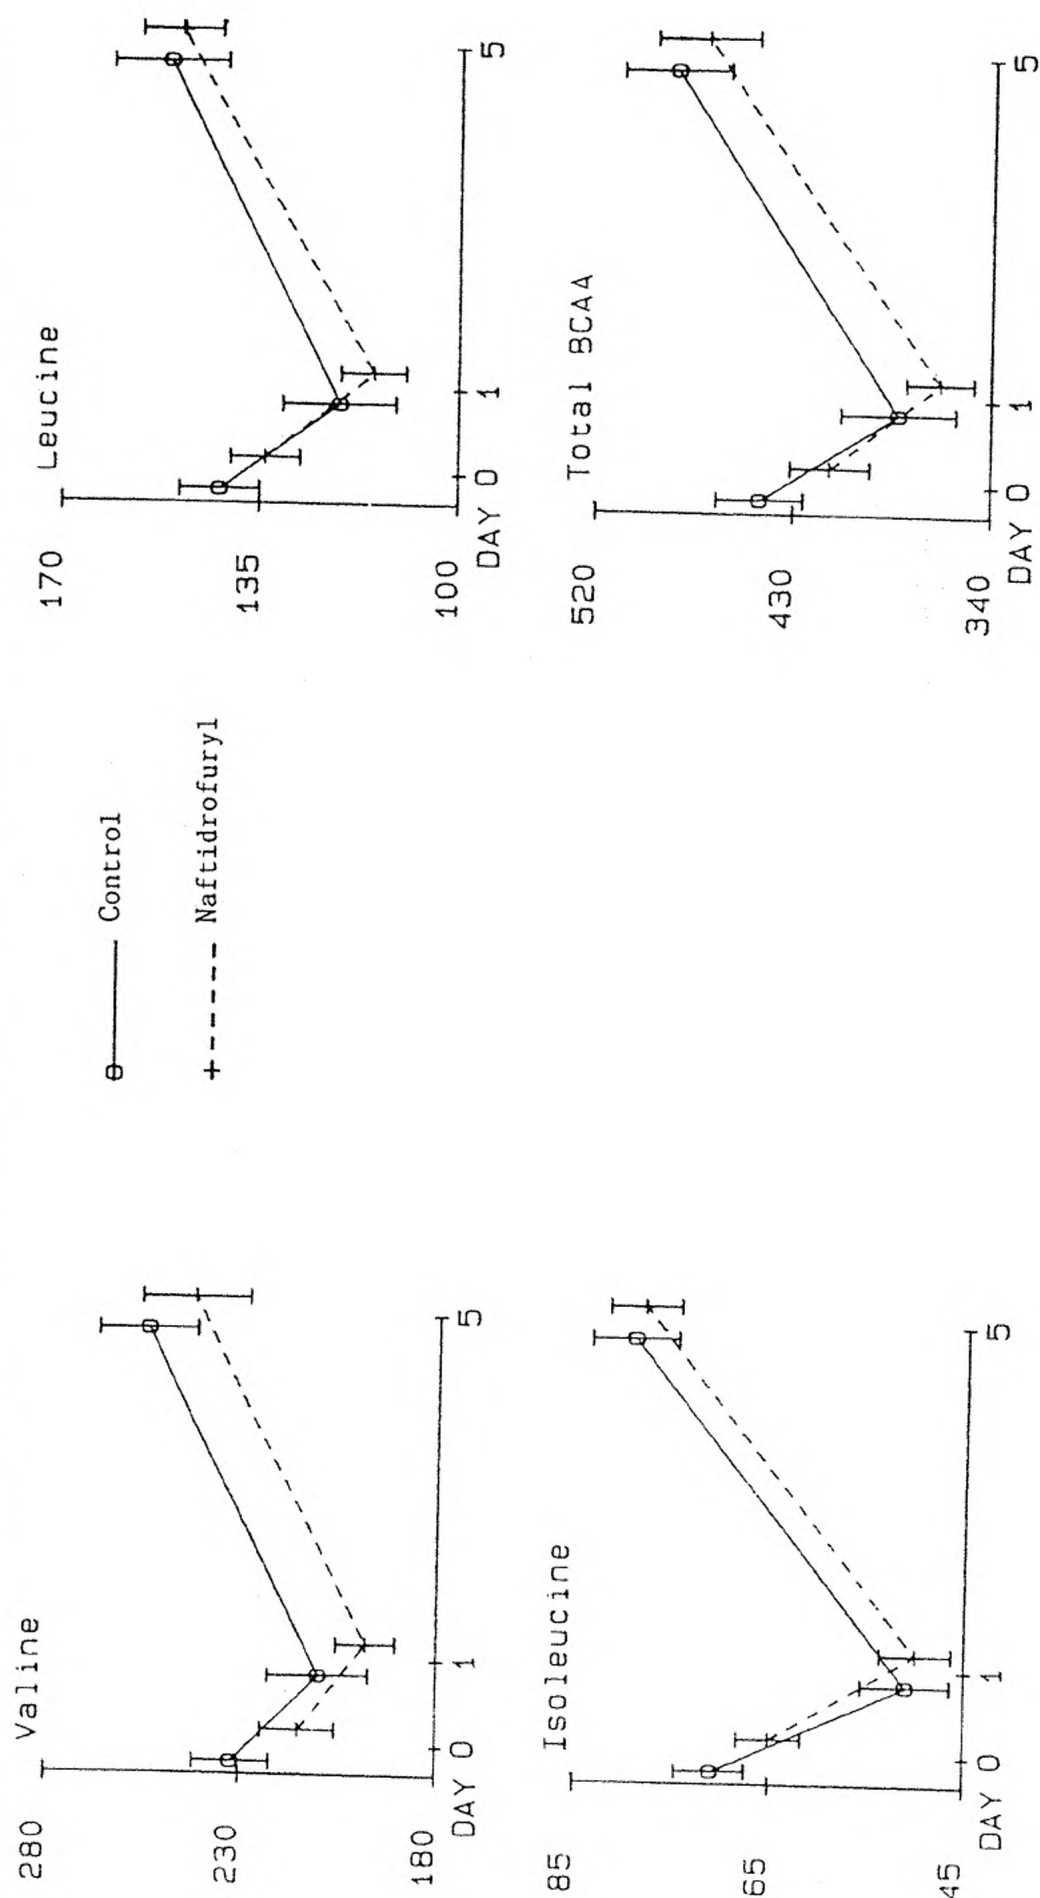 Valine
280
230
180
DAY 0 1 5
Leucine
170
135
100
DAY 0 1 5
Control
Naftidrofuryl
Isoleucine
85
65
45
DAY 0 1 5
Total BCAA
520
430
340
DAY 0 1 5